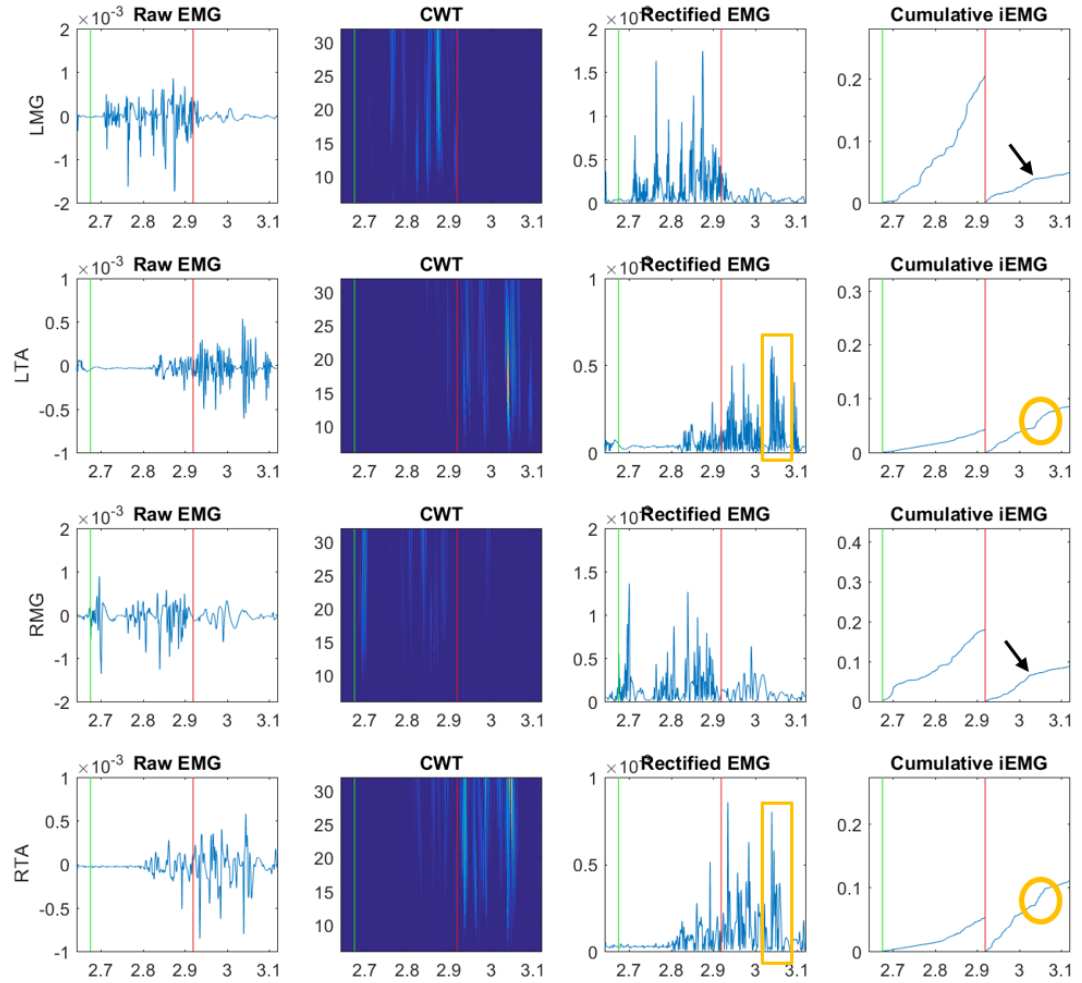 Raw EMG CWT Rectified EMG Cumulative iEMG
×10⁻³ ×10
LMG
2 1 0 -1 -2
30 25 20 15 10
2 1.5 1 0.5 0
0.2 0.1 0
2.7 2.8 2.9 3 3.1 2.7 2.8 2.9 3 3.1 2.7 2.8 2.9 3 3.1 2.7 2.8 2.9 3 3.1
Raw EMG CWT Rectified EMG Cumulative iEMG
×10⁻³ ×10
LTA
1 0.5 0 -0.5 -1
30 25 20 15 10
1 0.5 0
0.3 0.2 0.1 0
2.7 2.8 2.9 3 3.1 2.7 2.8 2.9 3 3.1 2.7 2.8 2.9 3 3.1 2.7 2.8 2.9 3 3.1
Raw EMG CWT Rectified EMG Cumulative iEMG
×10⁻³ ×10
RMG
2 1 0 -1 -2
30 25 20 15 10
2 1.5 1 0.5 0
0.4 0.3 0.2 0.1 0
2.7 2.8 2.9 3 3.1 2.7 2.8 2.9 3 3.1 2.7 2.8 2.9 3 3.1 2.7 2.8 2.9 3 3.1
Raw EMG CWT Rectified EMG Cumulative iEMG
×10⁻³ ×10
RTA
1 0.5 0 -0.5 -1
30 25 20 15 10
1 0.5 0
0.2 0.1 0
2.7 2.8 2.9 3 3.1 2.7 2.8 2.9 3 3.1 2.7 2.8 2.9 3 3.1 2.7 2.8 2.9 3 3.1